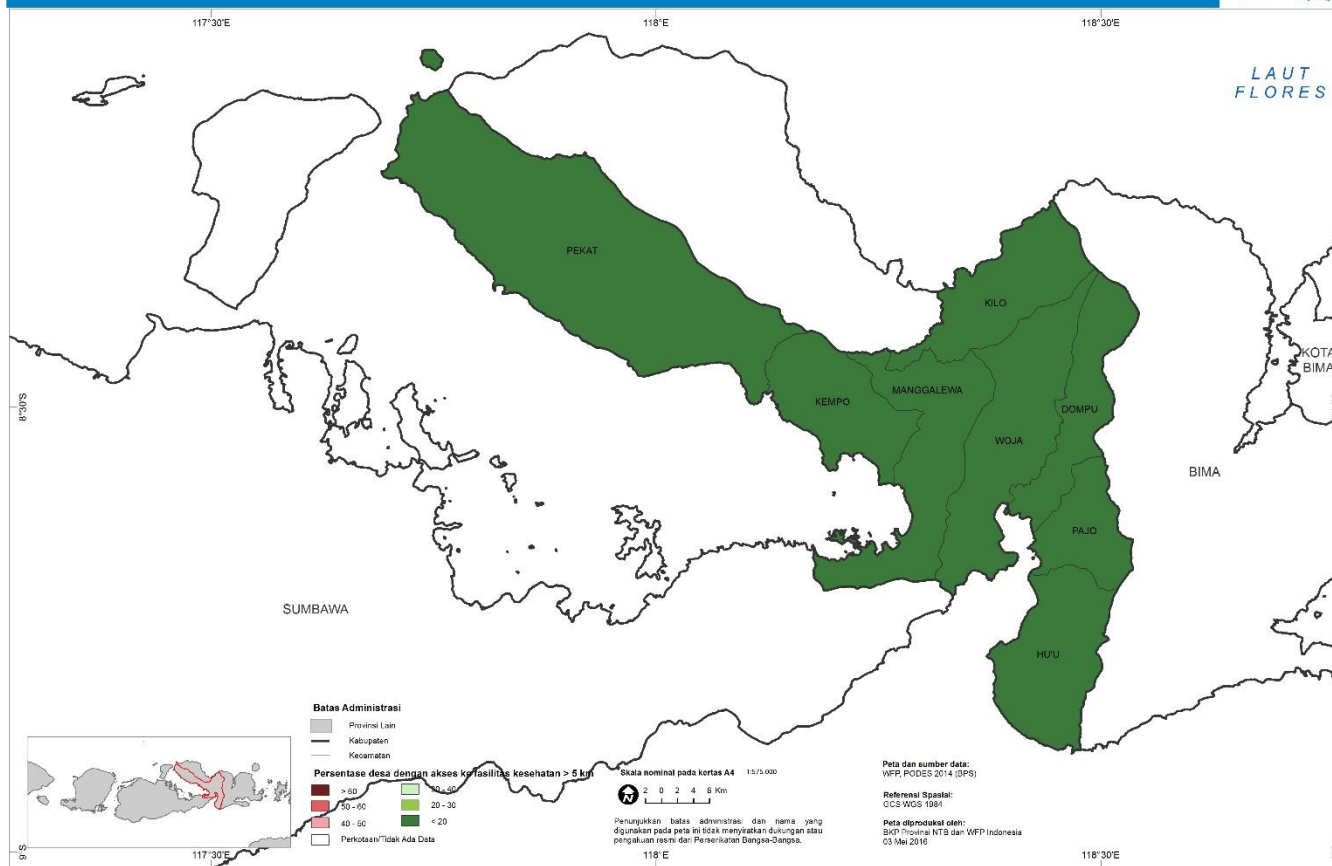 117°30'E
118°E
118°30'E
LAUT
FLORES
PEKAT
KILO
KOTA
BIMA
8°30'S
8°30'S
KEMPO
MANGGALEWA
DOMPU
WOJA
BIMA
PAJO
SUMBAWA
HU'U
Batas Administrasi
Provinsi Lain
Kabupaten
Kecamatan
Persentase desa dengan akses ke fasilitas kesehatan > 5 km
> 60
50 - 60
40 - 50
30 - 40
20 - 30
< 20
Perkotaan/Tidak Ada Data
Skala nominal pada kertas A4 1:575.000
N
2 0 2 4 6 Km
Penunjukkan batas administrasi dan nama yang
digunakan pada peta ini tidak menyiratkan dukungan atau
pengakuan resmi dari Perserikatan Bangsa-Bangsa.
Peta dan sumber data:
WFP, PODES 2014 (BPS)
Referensi Spasial:
GCS WGS 1984
Peta diproduksi oleh:
BKP Provinsi NTB dan WFP Indonesia
03 Mei 2016
9°S
9°S
117°30'E
118°E
118°30'E